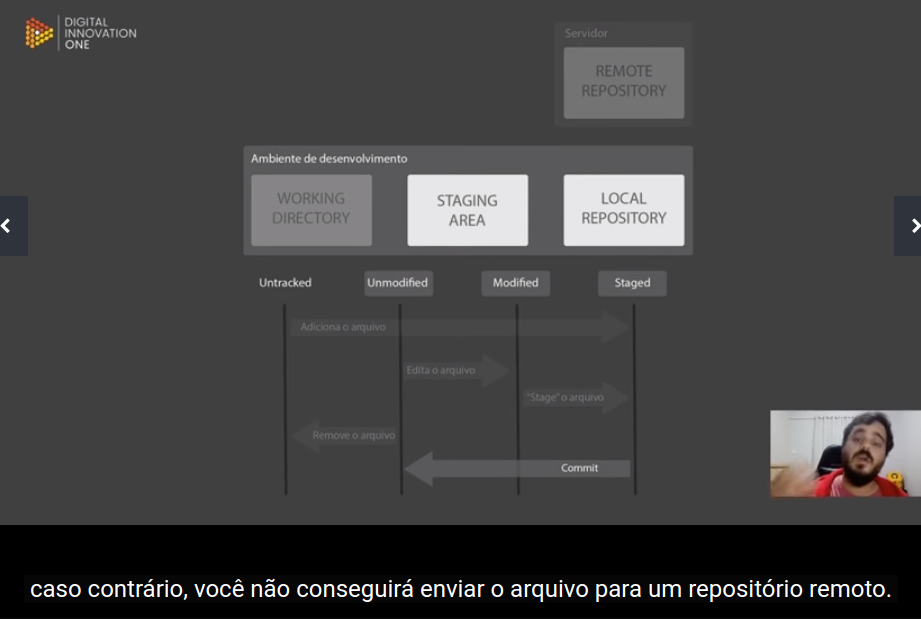 DIGITAL
INNOVATION
ONE
Servidor
REMOTE
REPOSITORY
Ambiente de desenvolvimento
WORKING
DIRECTORY
STAGING
AREA
LOCAL
REPOSITORY
Untracked
Unmodified
Modified
Staged
Adiciona o arquivo
Edita o arquivo
"Stage" o arquivo
Remove o arquivo
Commit
caso contrário, você não conseguirá enviar o arquivo para um repositório remoto.